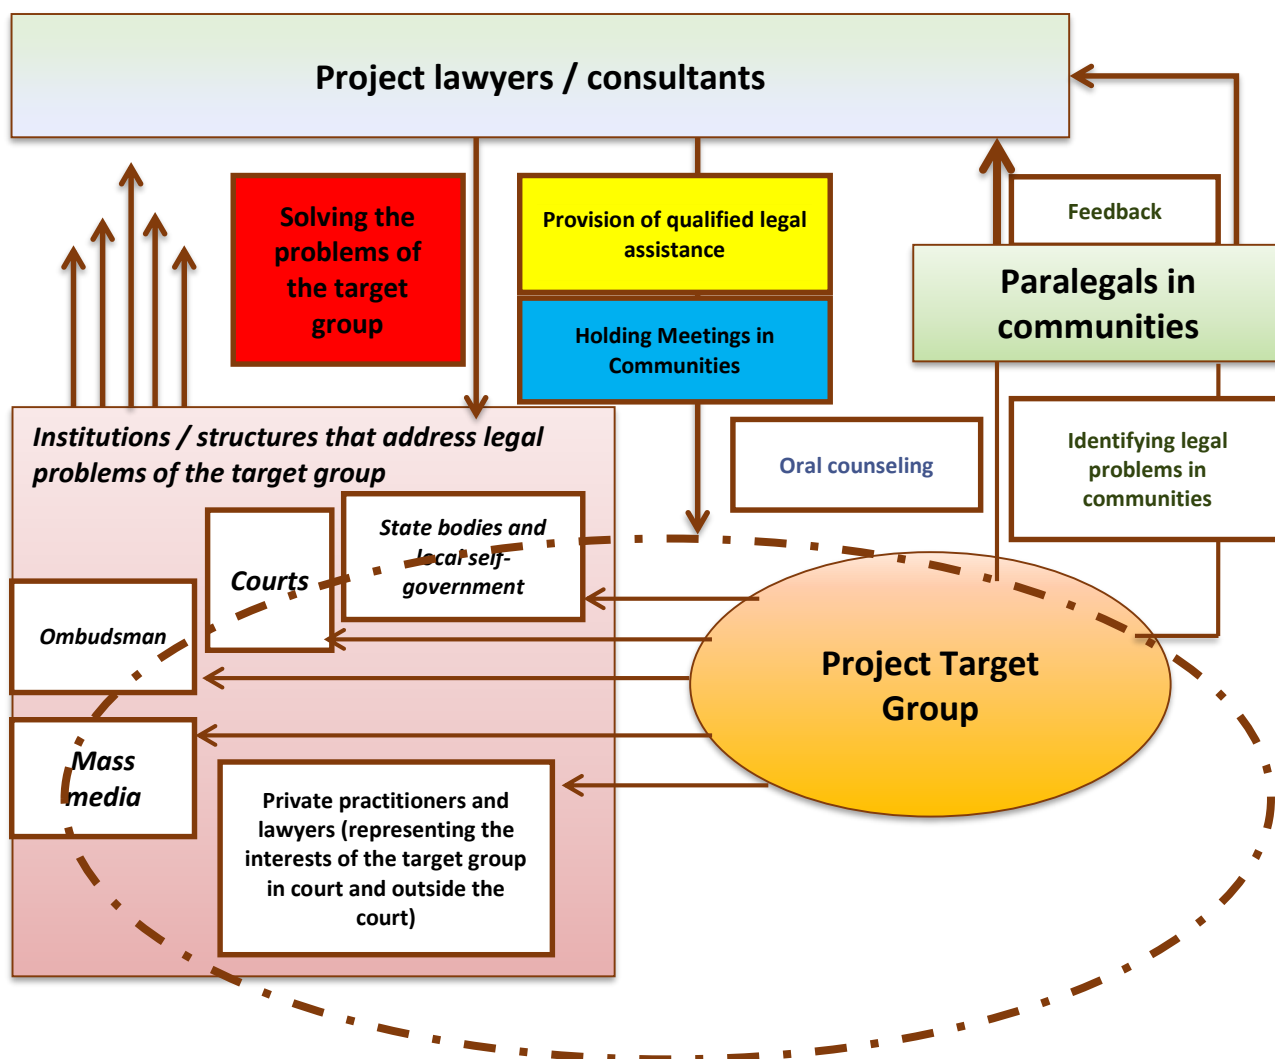 Project lawyers / consultants
Solving the
problems of
the target
group
Provision of qualified legal
assistance
Feedback
Paralegals in
communities
Holding Meetings in
Communities
Institutions / structures that address legal
problems of the target group
Oral counseling
Identifying legal
problems in
communities
State bodies and
local self-
government
Courts
Ombudsman
Project Target
Group
Mass
media
Private practitioners and
lawyers (representing the
interests of the target group
in court and outside the
court)